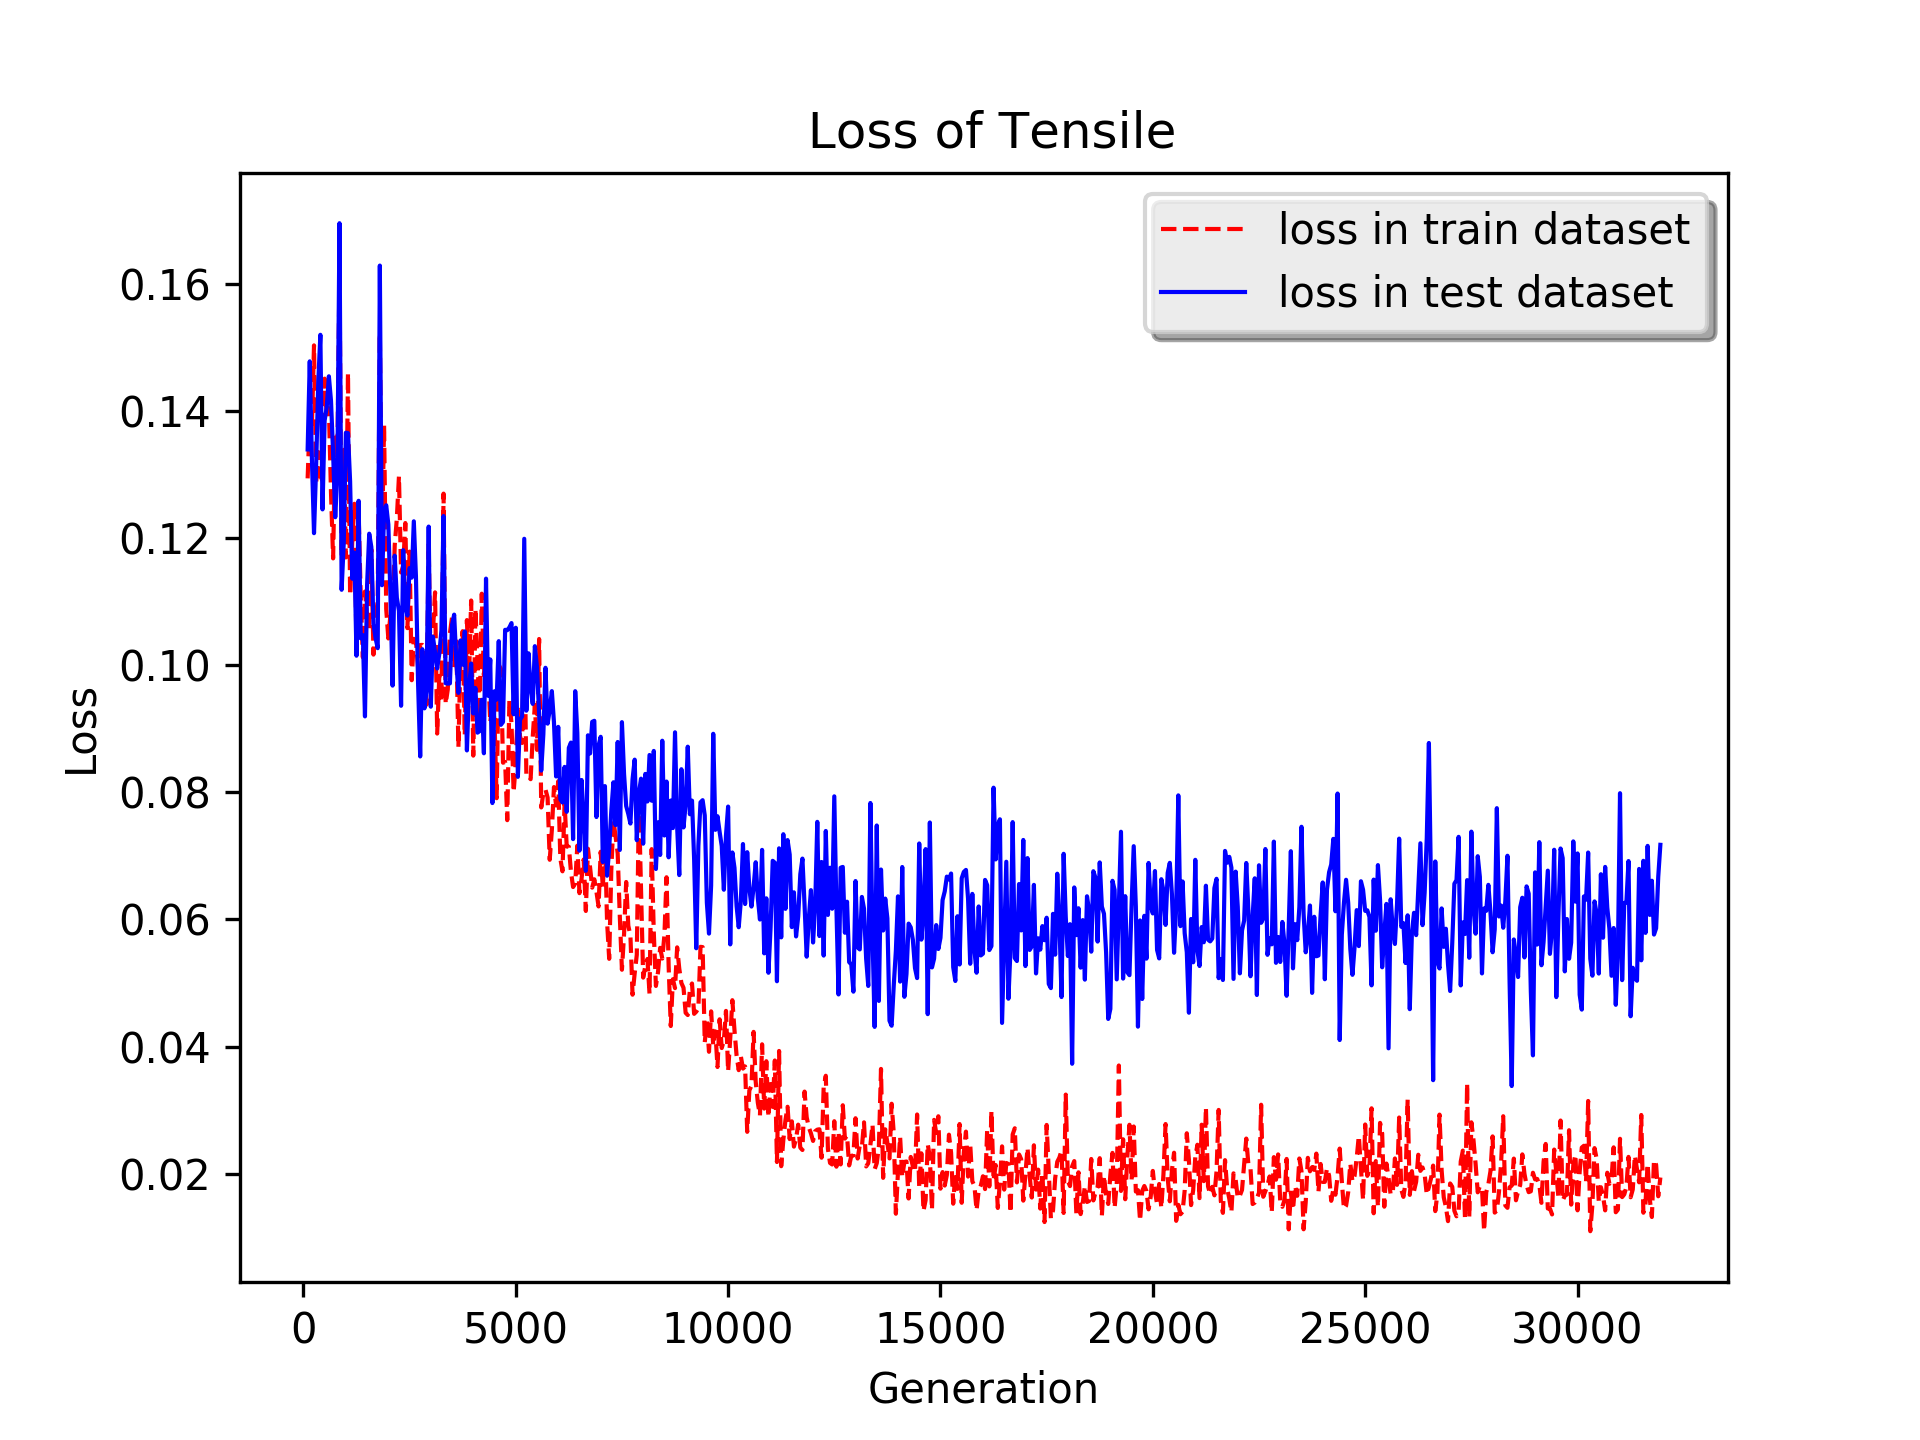 Loss of Tensile
loss in train dataset
loss in test dataset
0.16
0.14
0.12
0.10
0.08
0.06
0.04
0.02
Loss
0 5000 10000 15000 20000 25000 30000
Generation